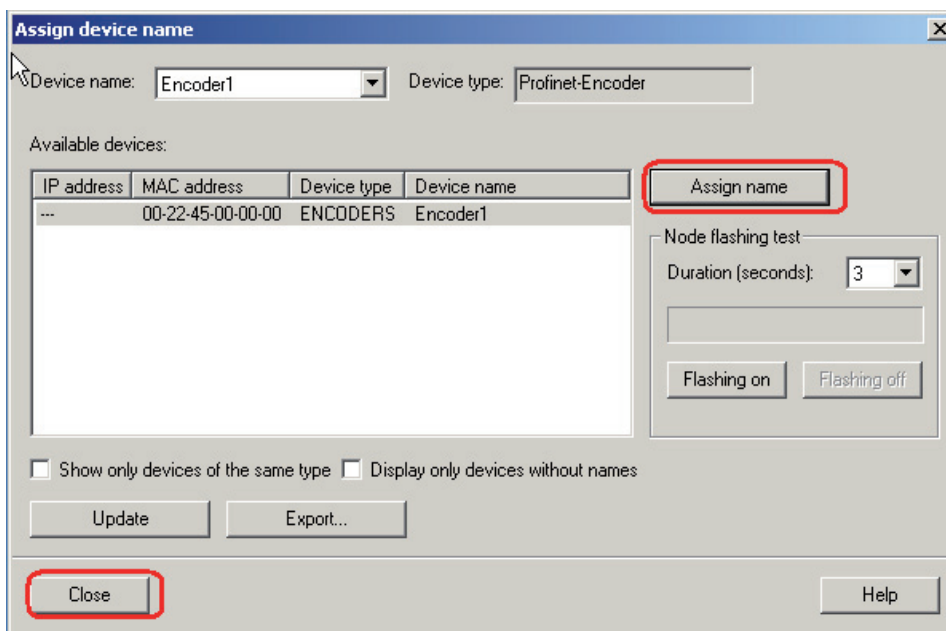 Assign device name
Device name: Encoder1 Device type: Profinet-Encoder
Available devices:
IP address MAC address Device type Device name
--- 00-22-45-00-00-00 ENCODERS Encoder1
Assign name
Node flashing test
Duration (seconds): 3
Flashing on Flashing off
Show only devices of the same type Display only devices without names
Update Export...
Close Help